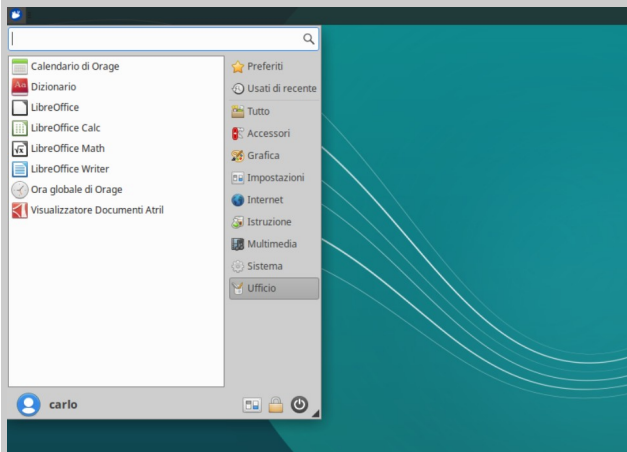 Calendario di Orage
Aa Dizionario
LibreOffice
LibreOffice Calc
√x LibreOffice Math
LibreOffice Writer
Ora globale di Orage
Visualizzatore Documenti Atril
Preferiti
Usati di recente
Tutto
Accessori
Grafica
Impostazioni
Internet
Istruzione
Multimedia
Sistema
Ufficio
carlo